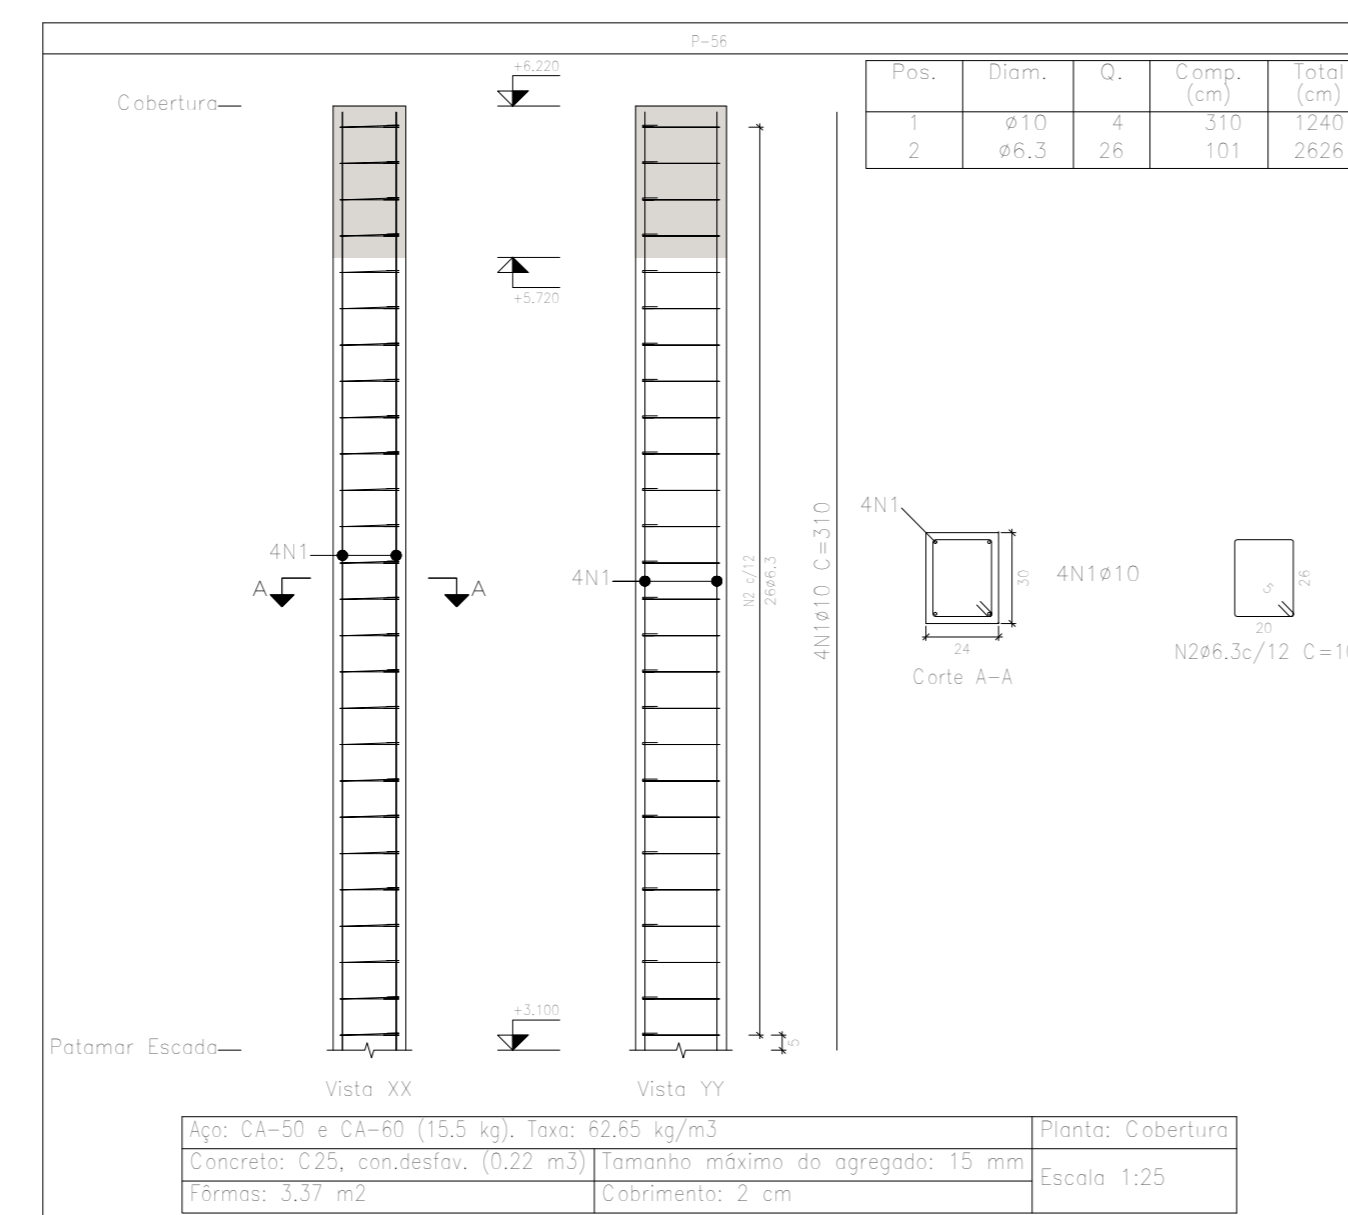 P-56
Cobertura
+6.220
+5.720
Pos. Diam. Q. Comp. (cm) Total (cm)
1 ø10 4 310 1240
2 ø6.3 26 101 2626
4N1
A A
4N1
N2 c/12
26ø6.3
4N1ø10 C=310
4N1
30
4N1ø10
24
Corte A-A
5
26
20
N2ø6.3c/12
+3.100
5
Patamar Escada
Vista XX
Vista YY
Aço: CA-50 e CA-60 (15.5 kg). Taxa: 62.65 kg/m3
Planta: Cobertura
Concreto: C25, con.desfav. (0.22 m3)
Tamanho máximo do agregado: 15 mm
Escala 1:25
Fôrmas: 3.37 m2
Cobrimento: 2 cm